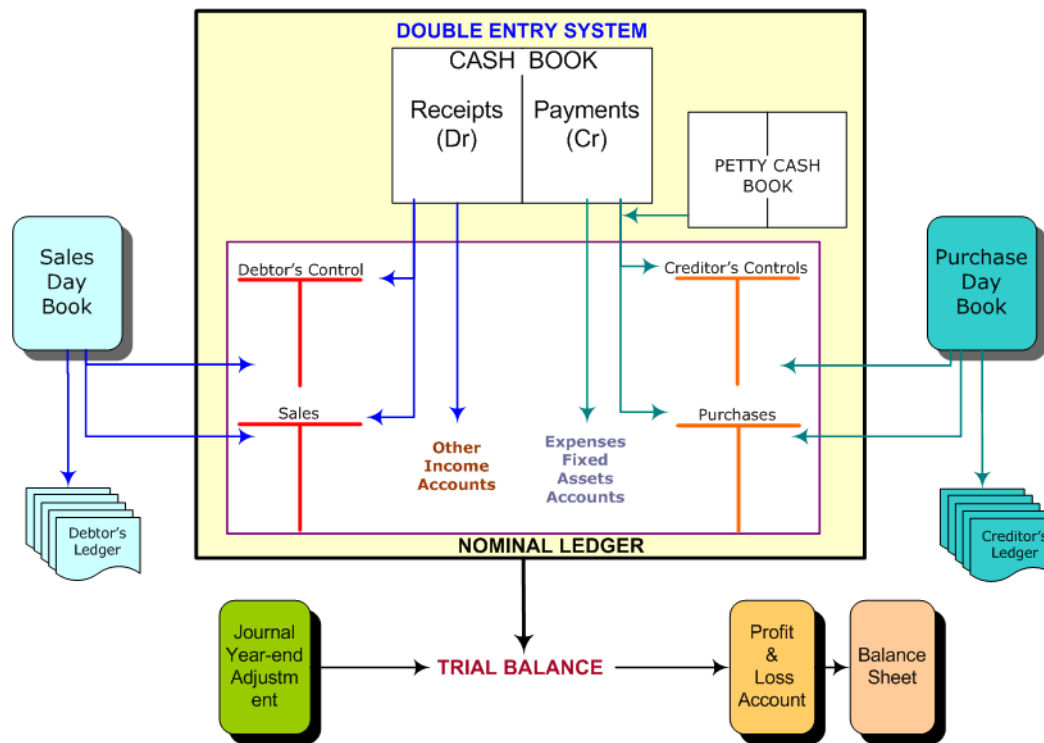 DOUBLE ENTRY SYSTEM
CASH BOOK
Receipts
(Dr)
Payments
(Cr)
PETTY CASH
BOOK
Sales
Day
Book
Debtor's Control
Creditor's Controls
Purchase
Day
Book
Sales
Purchases
Other
Income
Accounts
Expenses
Fixed
Assets
Accounts
Debtor's
Ledger
Creditor's
Ledger
NOMINAL LEDGER
Journal
Year-end
Adjustm
ent
TRIAL BALANCE
Profit
&
Loss
Account
Balance
Sheet